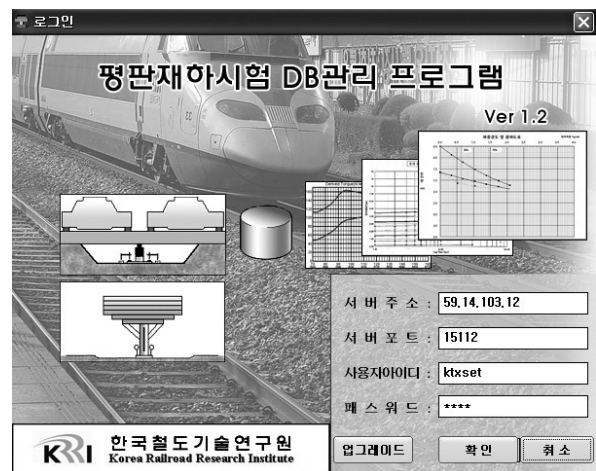 로그인
평판재하시험 DB관리 프로그램
Ver 1.2
서 버 주 소 : 59.14.103.12
서 버 포 트 : 15112
사용자아이디 : ktxset
패 스 워 드 : ****
업그레이드
확 인
취 소
KRRI 한국철도기술연구원
Korea Railroad Research Institute